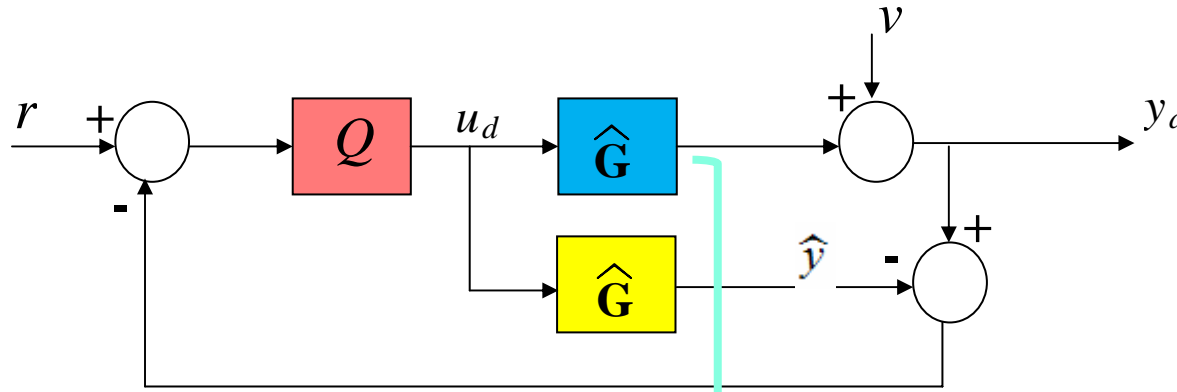 v
r + Q u_d Ĝ + y_d
-
+
Ĝ ŷ -